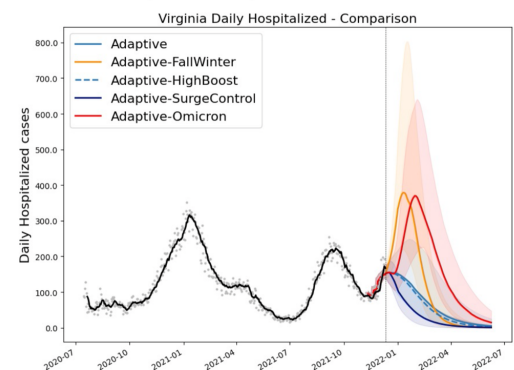 Virginia Daily Hospitalized - Comparison
Adaptive
Adaptive-FallWinter
Adaptive-HighBoost
Adaptive-SurgeControl
Adaptive-Omicron
Daily Hospitalized cases
800.0
700.0
600.0
500.0
400.0
300.0
200.0
100.0
0.0
2020-07
2020-10
2021-01
2021-04
2021-07
2021-10
2022-01
2022-04
2022-07